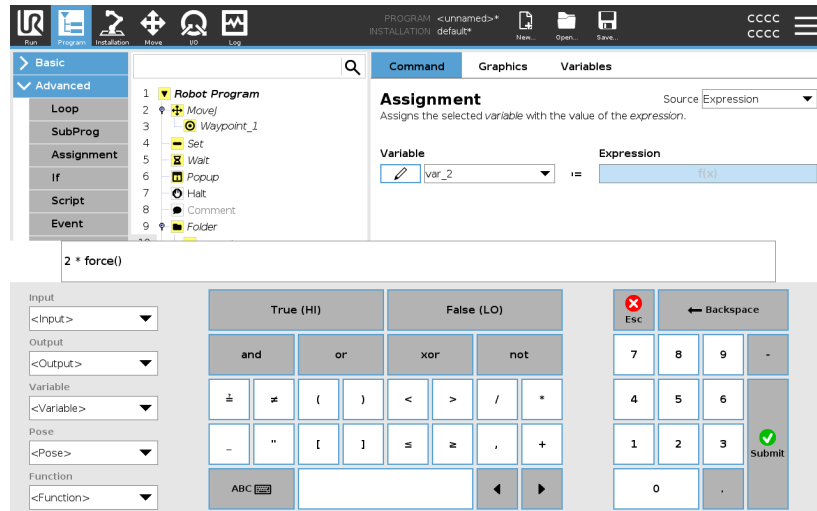 PROGRAM <unnamed>*
INSTALLATION default*
CCCC
CCCC
Run Program Installation Move I/O Log New... Open... Save...
Basic
Advanced
Loop
SubProg
Assignment
If
Script
Event
1 Robot Program
2 MoveJ
3 Waypoint_1
4 Set
5 Wait
6 Popup
7 Halt
8 Comment
9 Folder
Command Graphics Variables
Assignment
Source Expression
Assigns the selected variable with the value of the expression.
Variable Expression
var_2 := f(x)
2 * force()
Input
<Input>
Output
<Output>
Variable
<Variable>
Pose
<Pose>
Function
<Function>
True (HI) False (LO)
and or xor not
≟ ≠ ( ) < > / *
_ " [ ] ≤ ≥ , +
ABC
Esc Backspace
7 8 9 -
4 5 6
1 2 3 Submit
0 .